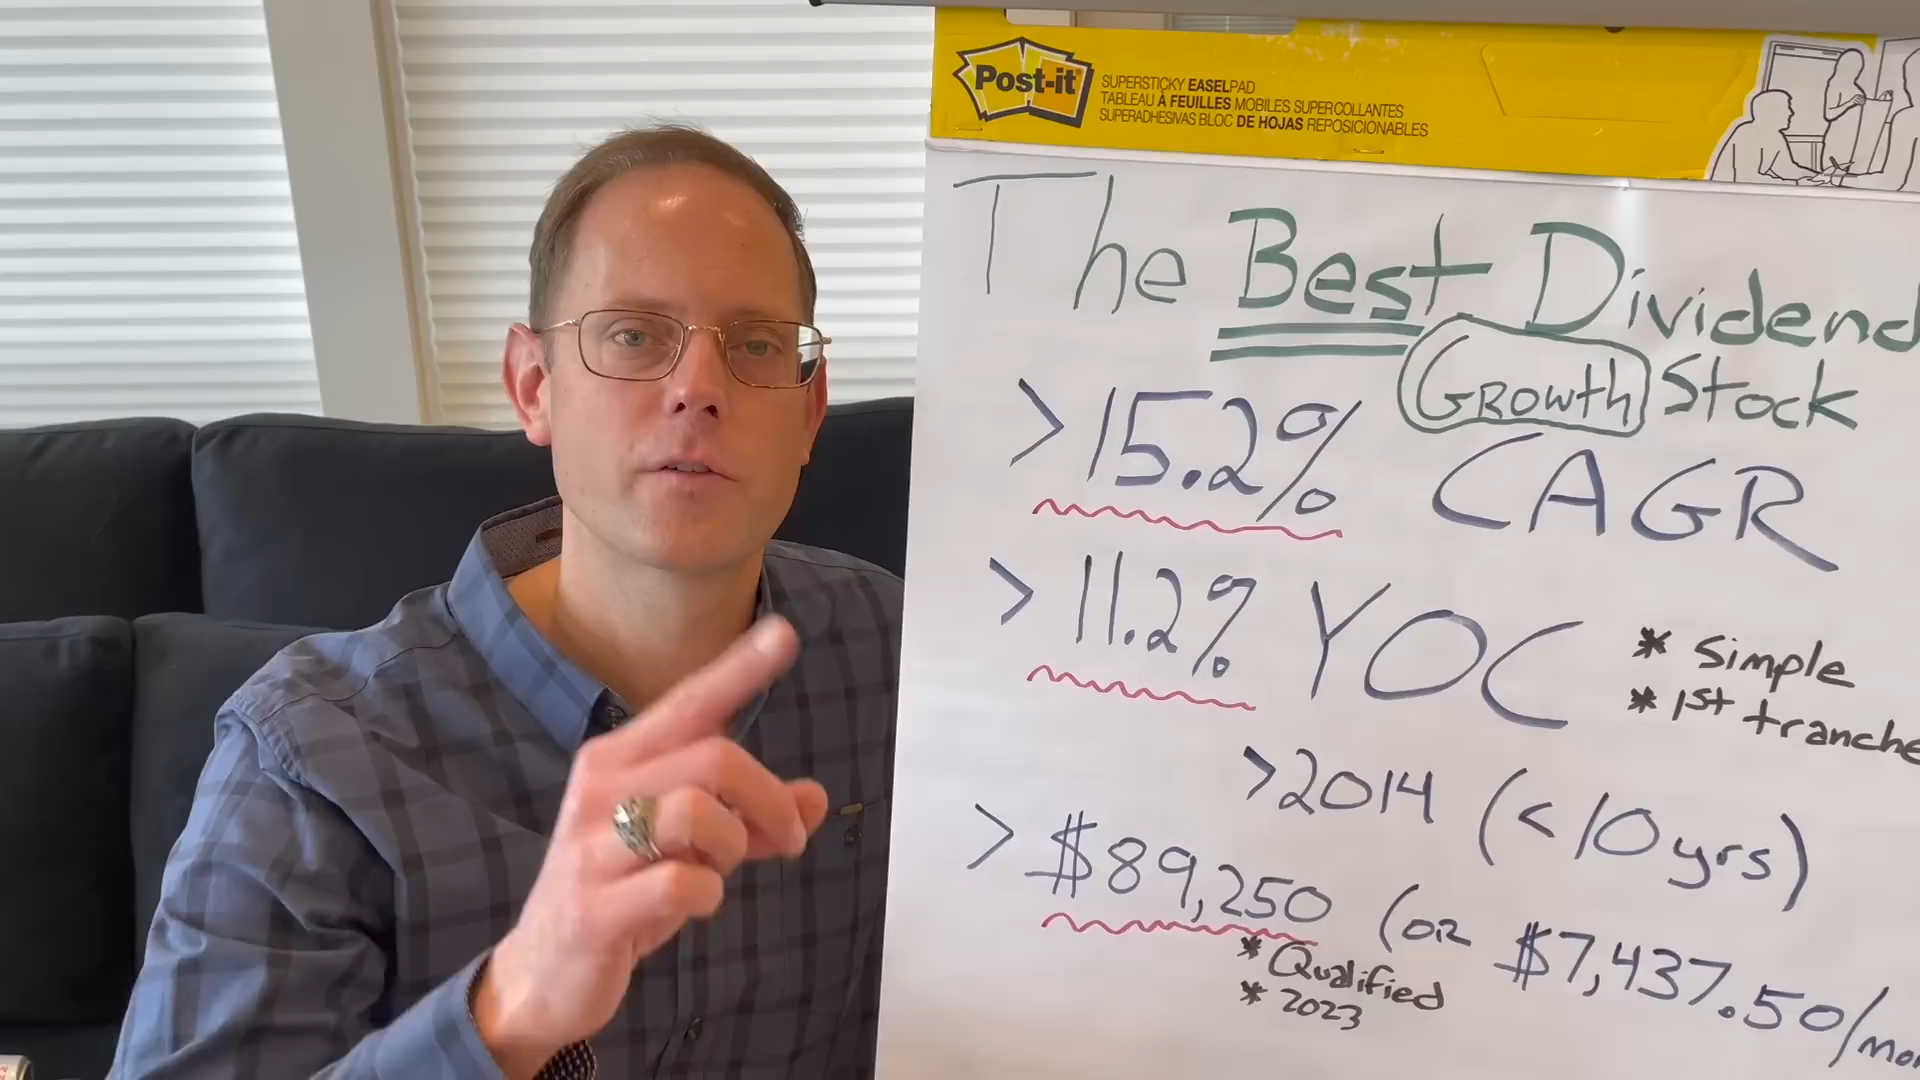 Post-it
SUPERSTICKY EASELPAD
TABLEAU À FEUILLES MOBILES SUPERCOLLANTES
SUPERADHESIVAS BLOC DE HOJAS REPOSICIONABLES
The Best Dividend
Growth Stock
> 15.2% CAGR
> 11.2% YOC
* Simple
* 1st tranche
> 2014 (< 10 yrs)
> $89,250 (or $7,437.50/mo
* Qualified
* 2023